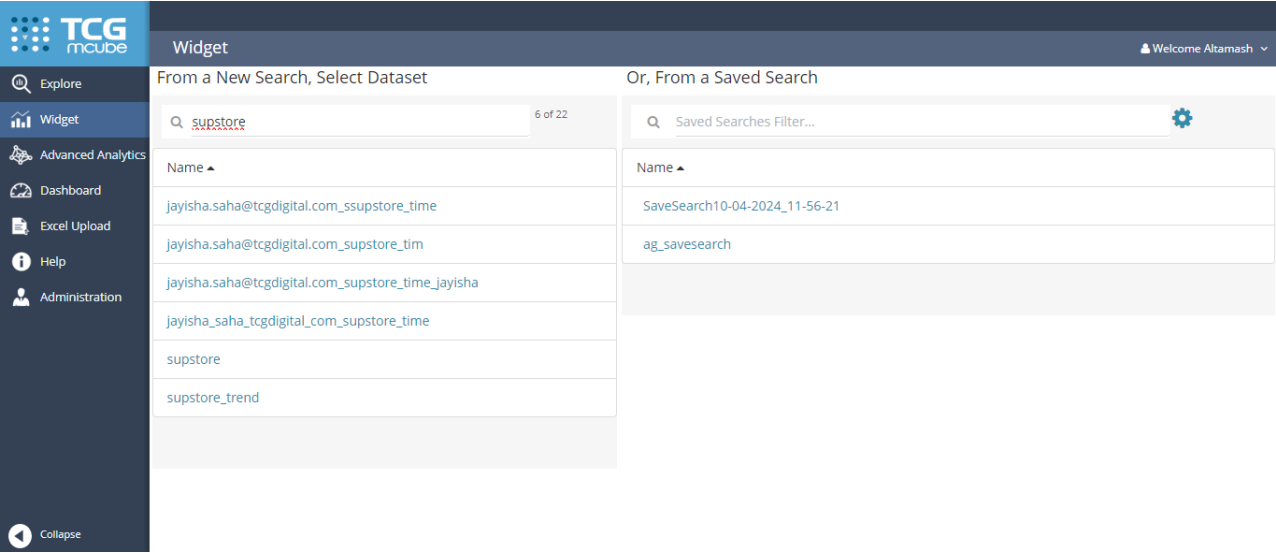 TCG
mcube
Widget
Welcome Altamash
Explore
Widget
Advanced Analytics
Dashboard
Excel Upload
Help
Administration
Collapse
From a New Search, Select Dataset
supstore
6 of 22
Name
jayisha.saha@tcgdigital.com_ssupstore_time
jayisha.saha@tcgdigital.com_supstore_tim
jayisha.saha@tcgdigital.com_supstore_time_jayisha
jayisha_saha_tcgdigital_com_supstore_time
supstore
supstore_trend
Or, From a Saved Search
Saved Searches Filter...
Name
SaveSearch10-04-2024_11-56-21
ag_savesearch